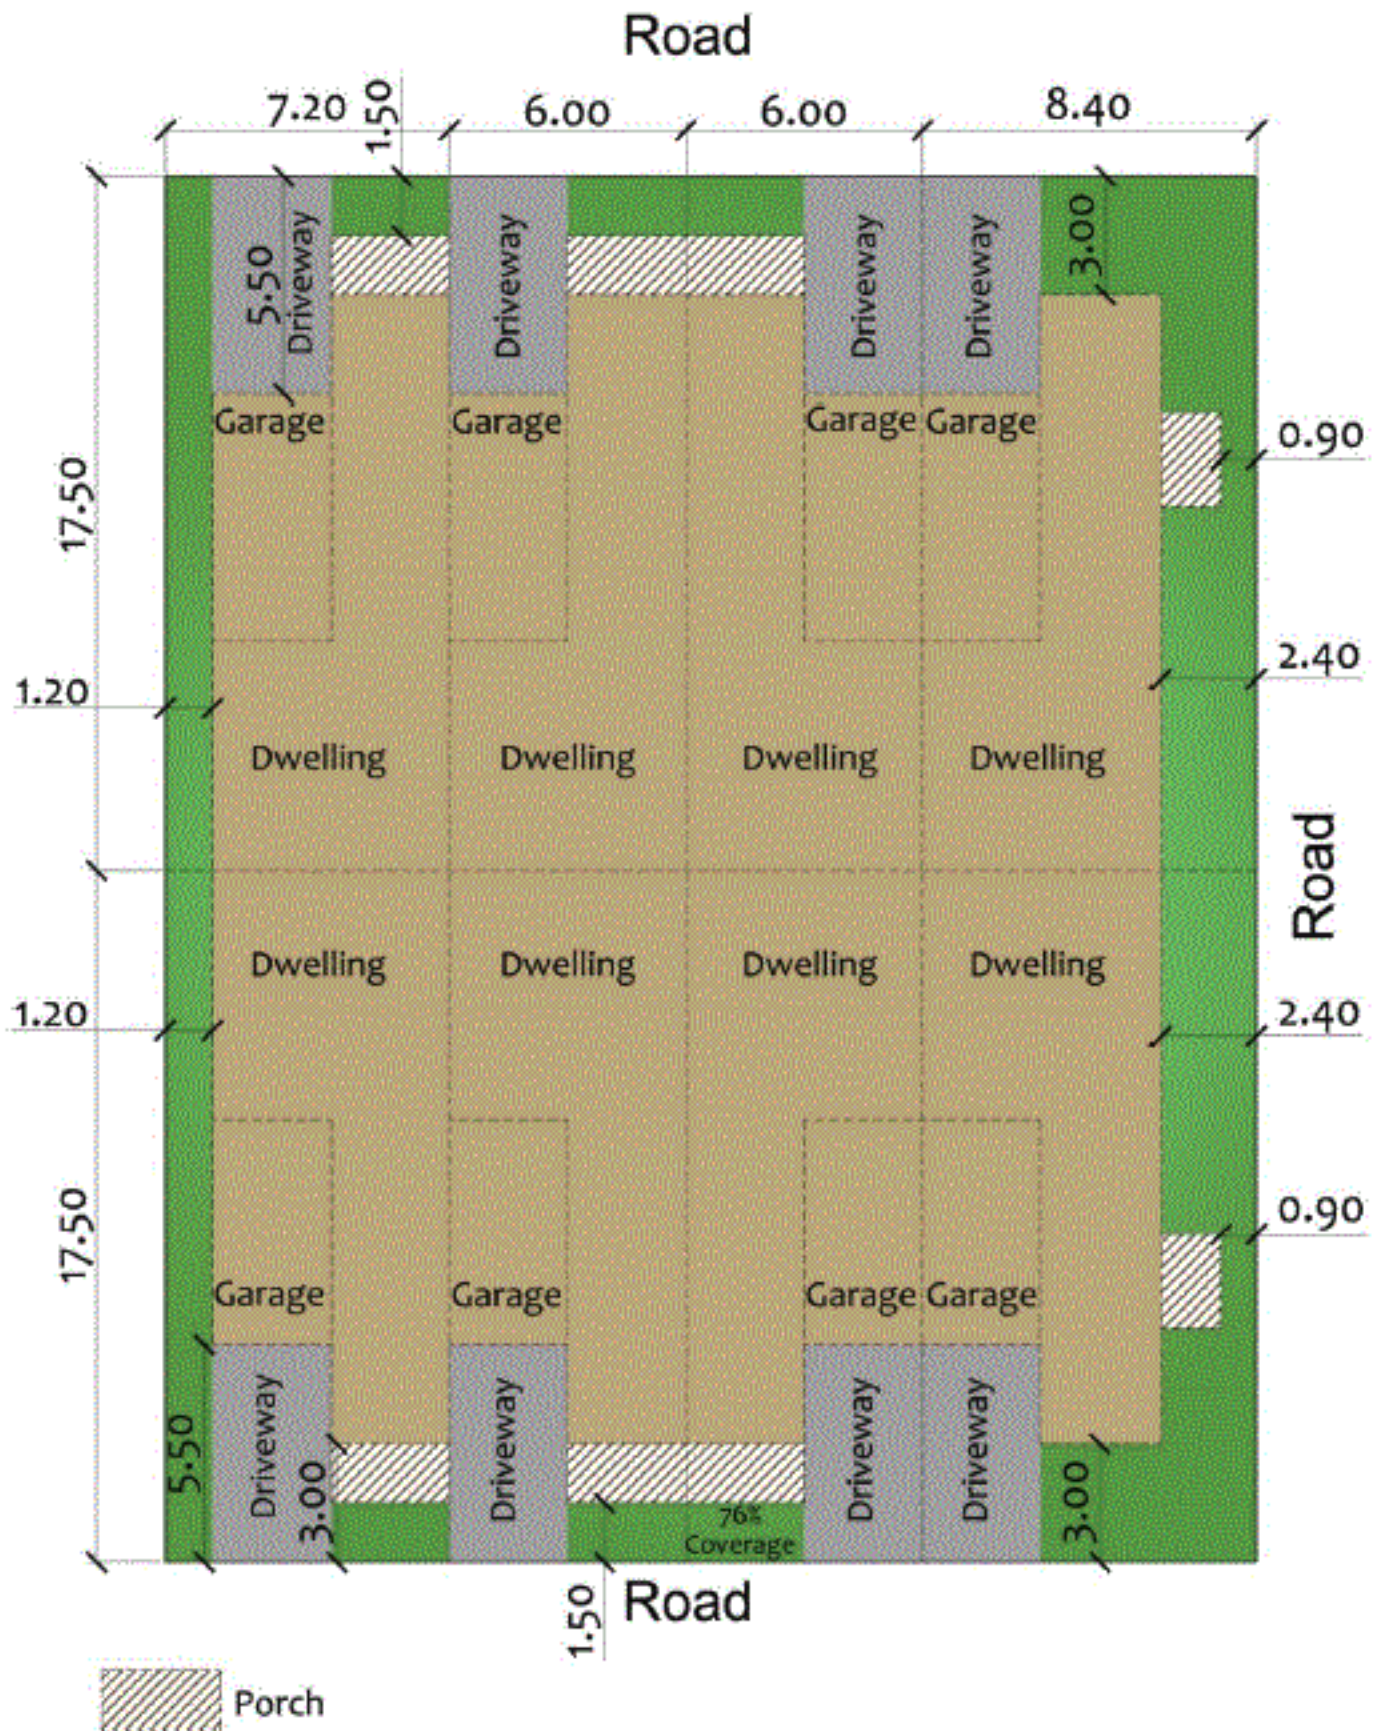 Road
7.20
1.50
6.00
6.00
8.40
5.50
Driveway
Driveway
Driveway
Driveway
3.00
Garage
Garage
Garage
Garage
0.90
17.50
1.20
2.40
Dwelling
Dwelling
Dwelling
Dwelling
Road
Dwelling
Dwelling
Dwelling
Dwelling
1.20
2.40
17.50
0.90
Garage
Garage
Garage
Garage
5.50
Driveway
3.00
Driveway
Driveway
Driveway
3.00
76%
Coverage
1.50
Road
Porch